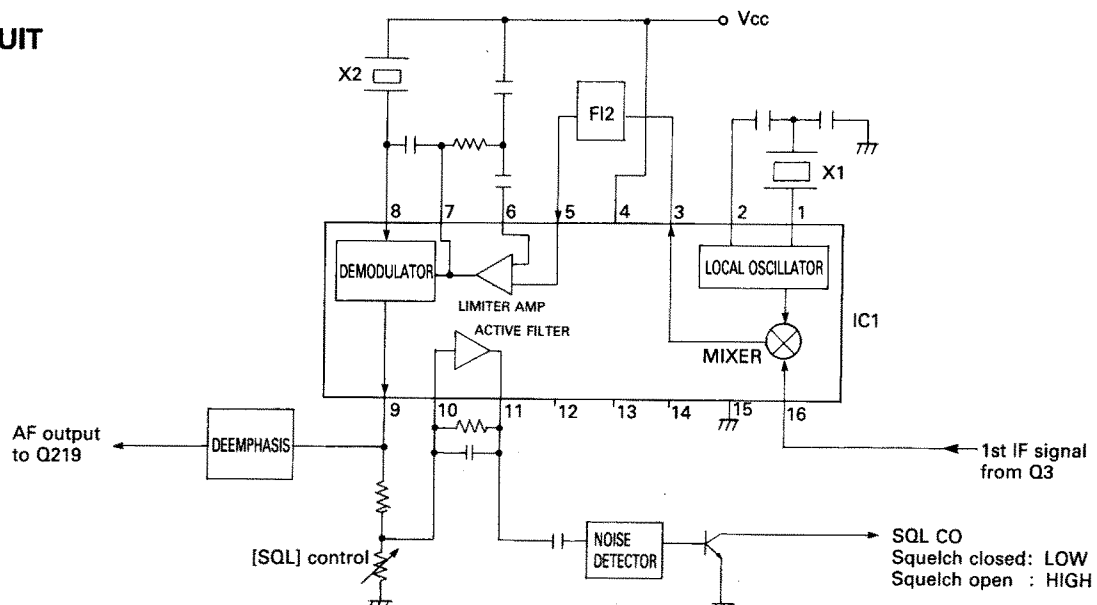 UIT
Vcc
X2
FI2
X1
8 7 6 5 4 3 2 1
DEMODULATOR
LIMITER AMP
LOCAL OSCILLATOR
IC1
ACTIVE FILTER
MIXER
9 10 11 12 13 14 15 16
AF output
to Q219
DEEMPHASIS
1st IF signal
from Q3
[SQL] control
NOISE
DETECTOR
SQL CO
Squelch closed: LOW
Squelch open : HIGH